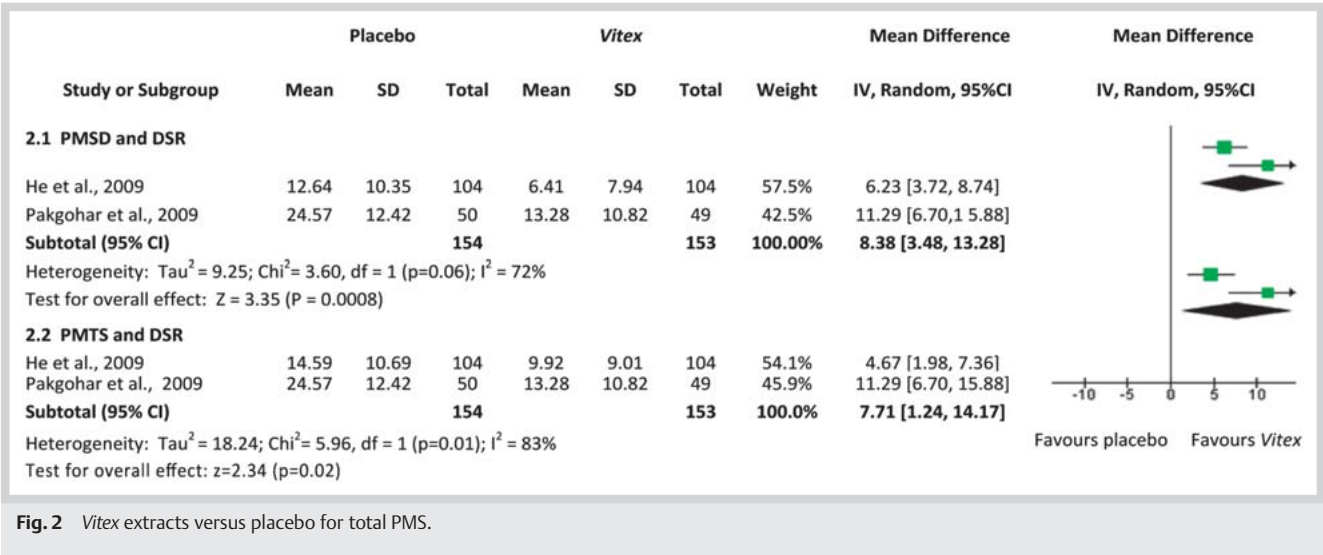 Placebo Vitex Mean Difference Mean Difference
Study or Subgroup Mean SD Total Mean SD Total Weight IV, Random, 95%CI IV, Random, 95%CI
2.1 PMSD and DSR
He et al., 2009 12.64 10.35 104 6.41 7.94 104 57.5% 6.23 [3.72, 8.74]
Pakgohar et al., 2009 24.57 12.42 50 13.28 10.82 49 42.5% 11.29 [6.70,1 5.88]
Subtotal (95% CI) 154 153 100.00% 8.38 [3.48, 13.28]
Heterogeneity: Tau² = 9.25; Chi²= 3.60, df = 1 (p=0.06); I² = 72%
Test for overall effect: Z = 3.35 (P = 0.0008)
2.2 PMTS and DSR
He et al., 2009 14.59 10.69 104 9.92 9.01 104 54.1% 4.67 [1.98, 7.36]
Pakgohar et al., 2009 24.57 12.42 50 13.28 10.82 49 45.9% 11.29 [6.70, 15.88]
-10 -5 0 5 10
Subtotal (95% CI) 154 153 100.0% 7.71 [1.24, 14.17]
Heterogeneity: Tau² = 18.24; Chi²= 5.96, df = 1 (p=0.01); I² = 83%
Favours placebo Favours Vitex
Test for overall effect: z=2.34 (p=0.02)
Fig. 2 Vitex extracts versus placebo for total PMS.